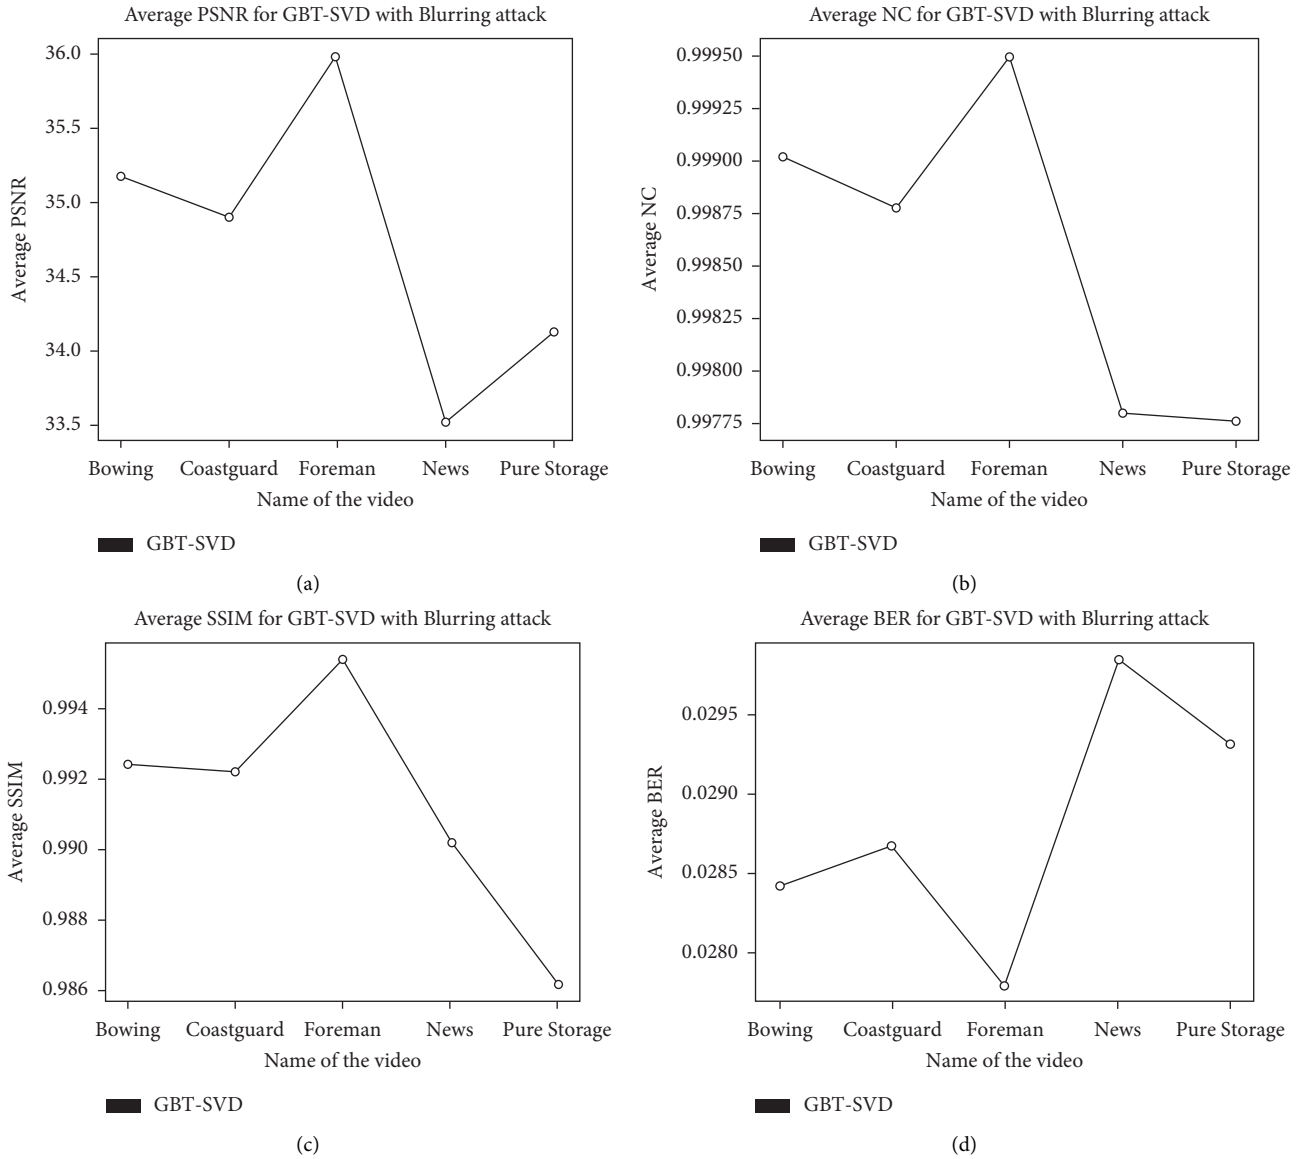 Average PSNR for GBT-SVD with Blurring attack
36.0
35.5
35.0
34.5
34.0
33.5
Average PSNR
Bowing Coastguard Foreman News Pure Storage
Name of the video
GBT-SVD
(a)
Average NC for GBT-SVD with Blurring attack
0.99950
0.99925
0.99900
0.99875
0.99850
0.99825
0.99800
0.99775
Average NC
Bowing Coastguard Foreman News Pure Storage
Name of the video
GBT-SVD
(b)
Average SSIM for GBT-SVD with Blurring attack
0.994
0.992
0.990
0.988
0.986
Average SSIM
Bowing Coastguard Foreman News Pure Storage
Name of the video
GBT-SVD
(c)
Average BER for GBT-SVD with Blurring attack
0.0295
0.0290
0.0285
0.0280
Average BER
Bowing Coastguard Foreman News Pure Storage
Name of the video
GBT-SVD
(d)